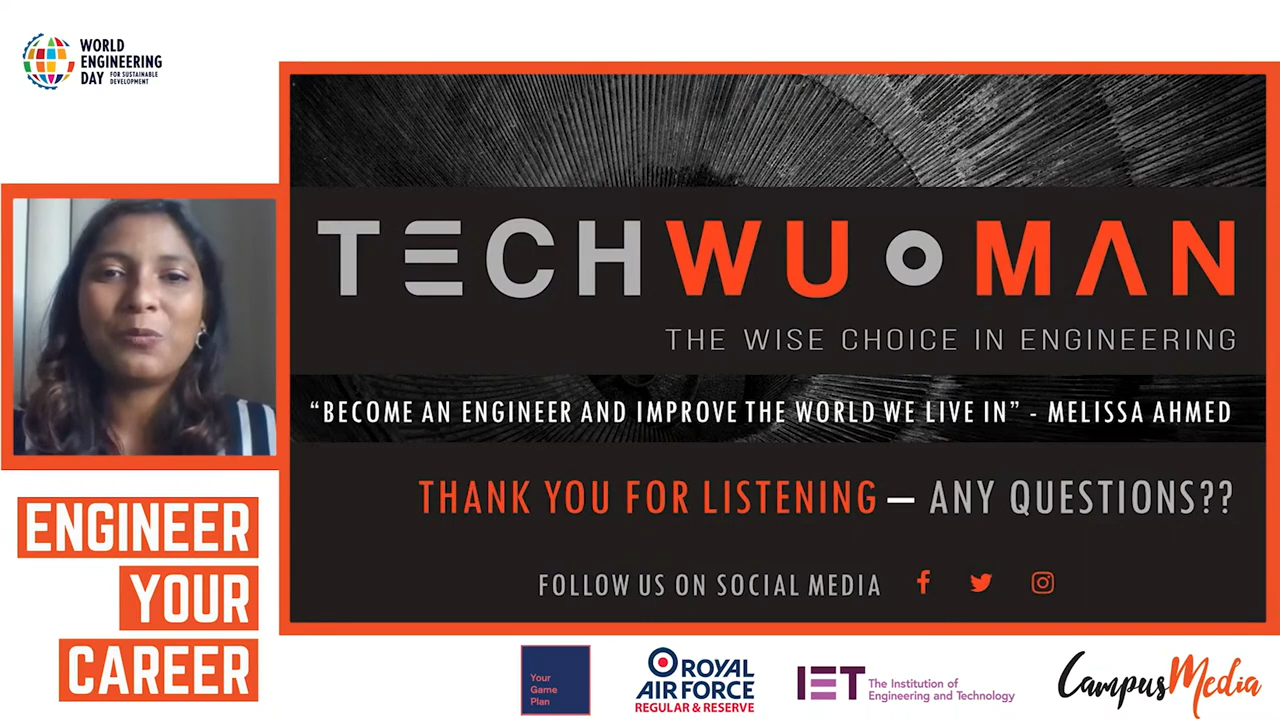 WORLD
ENGINEERING
DAY FOR SUSTAINABLE
DEVELOPMENT
TECHWU MAN
THE WISE CHOICE IN ENGINEERING
“BECOME AN ENGINEER AND IMPROVE THE WORLD WE LIVE IN” - MELISSA AHMED
THANK YOU FOR LISTENING – ANY QUESTIONS??
FOLLOW US ON SOCIAL MEDIA
ENGINEER
YOUR
CAREER
Your
Game
Plan
ROYAL
AIR FORCE
REGULAR & RESERVE
IET The Institution of
Engineering and Technology
CampusMedia